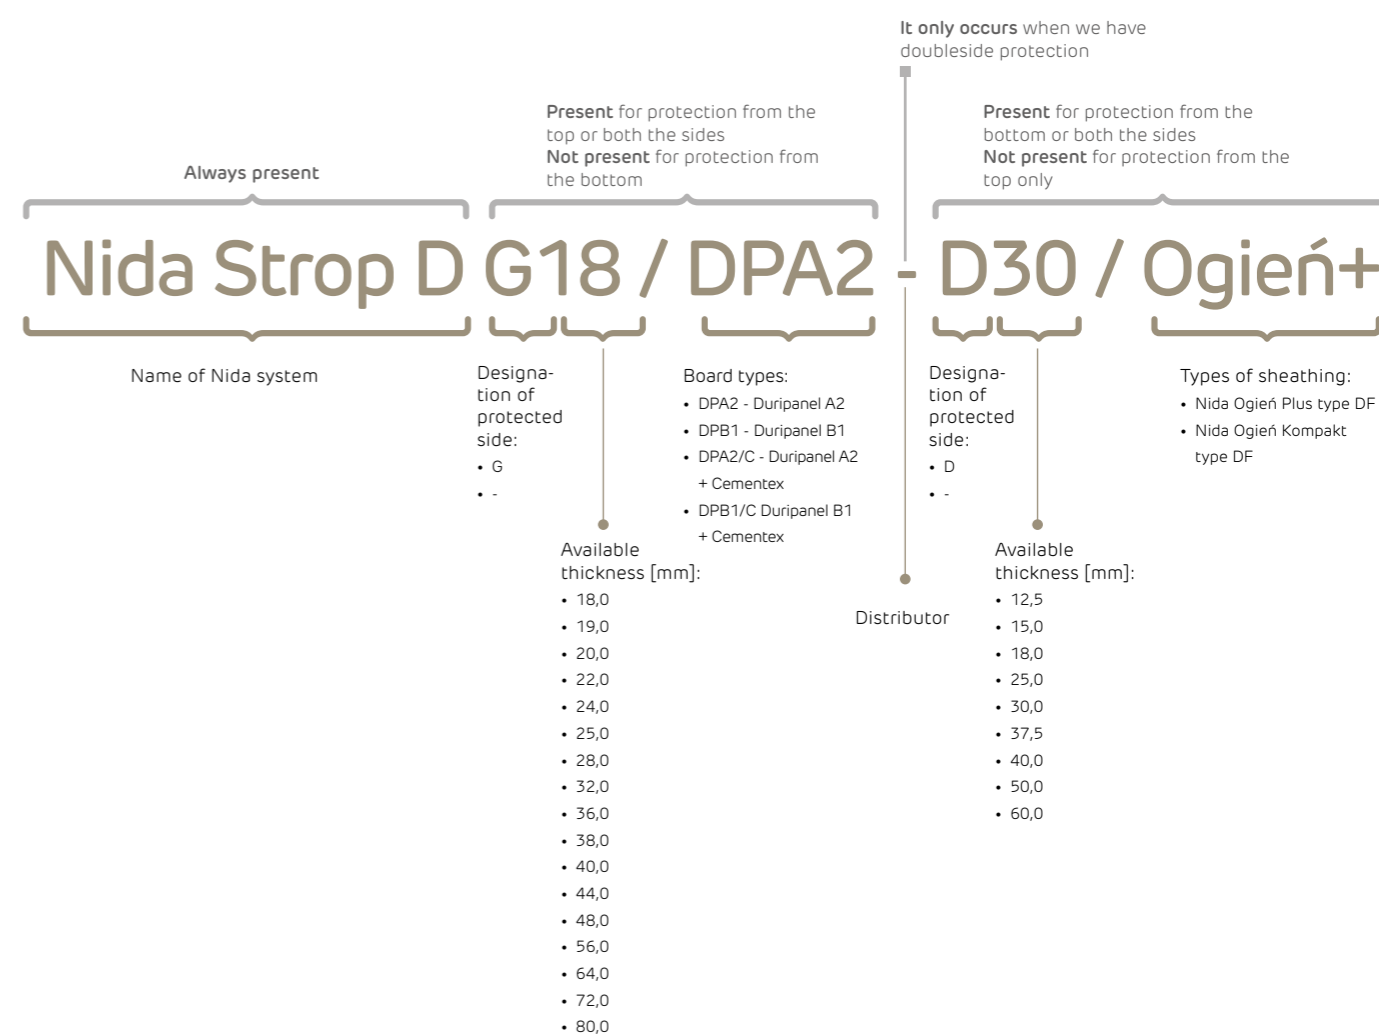 It only occurs when we have
doubleside protection
Present for protection from the
top or both the sides
Not present for protection from
the bottom
Present for protection from the
bottom or both the sides
Not present for protection from the
top only
Always present
Nida Strop D G18 / DPA2 - D30 / Ogień+
Name of Nida system
Designa-
tion of
protected
side:
• G
• -
Board types:
• DPA2 - Duripanel A2
• DPB1 - Duripanel B1
• DPA2/C - Duripanel A2
+ Cementex
• DPB1/C Duripanel B1
+ Cementex
Designa-
tion of
protected
side:
• D
• -
Types of sheathing:
• Nida Ogień Plus type DF
• Nida Ogień Kompakt
type DF
Available
thickness [mm]:
• 18,0
• 19,0
• 20,0
• 22,0
• 24,0
• 25,0
• 28,0
• 32,0
• 36,0
• 38,0
• 40,0
• 44,0
• 48,0
• 56,0
• 64,0
• 72,0
• 80,0
Distributor
Available
thickness [mm]:
• 12,5
• 15,0
• 18,0
• 25,0
• 30,0
• 37,5
• 40,0
• 50,0
• 60,0